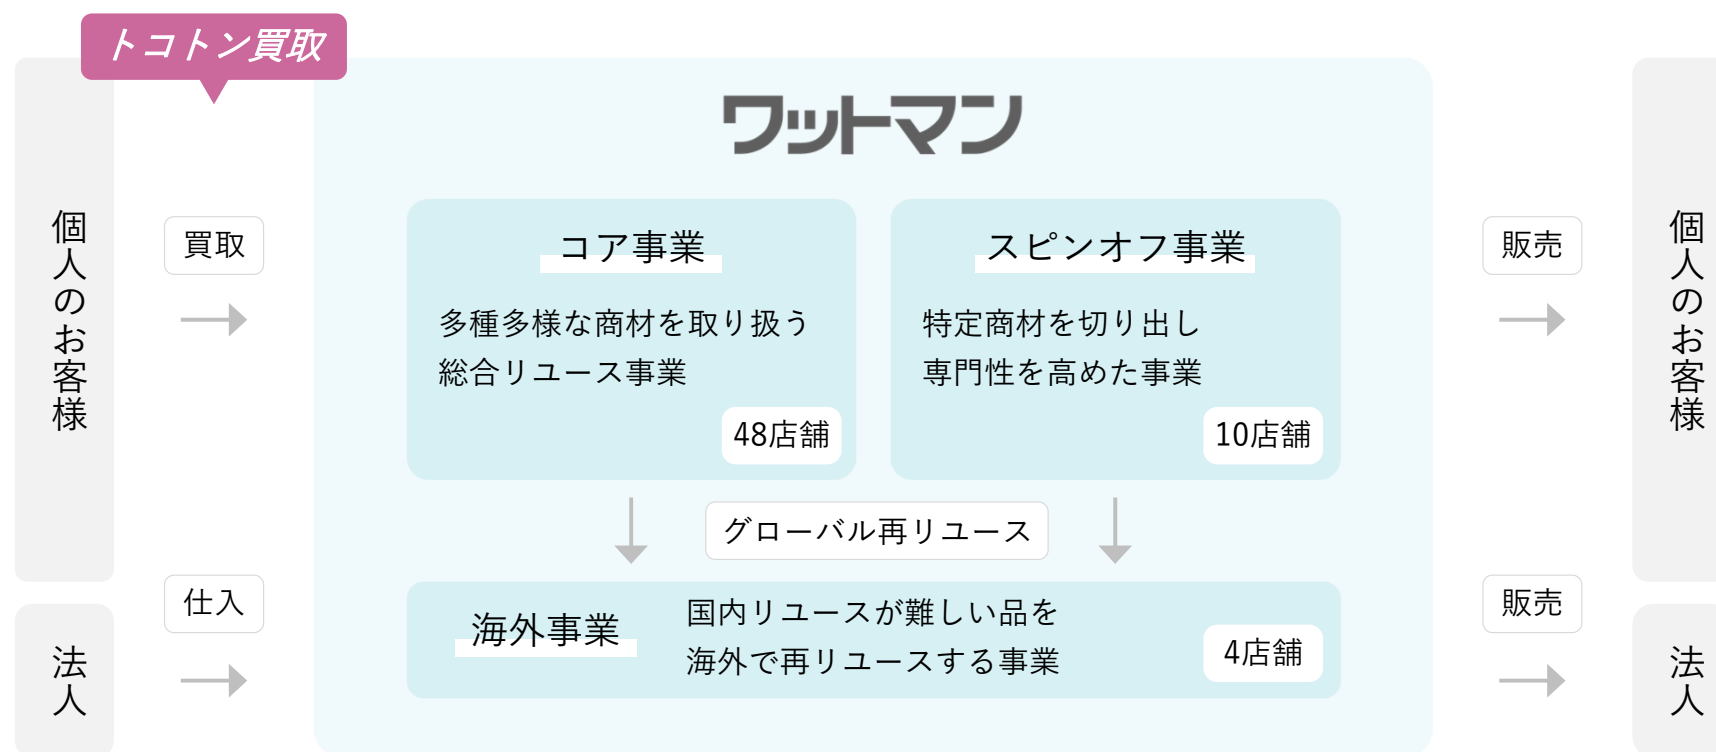 トコトン買取
ワットマン
個人のお客様
買取
コア事業
多種多様な商材を取り扱う
総合リユース事業
48店舗
スピンオフ事業
特定商材を切り出し
専門性を高めた事業
10店舗
販売
個人のお客様
グローバル再リユース
法人
仕入
海外事業
国内リユースが難しい品を
海外で再リユースする事業
4店舗
販売
法人